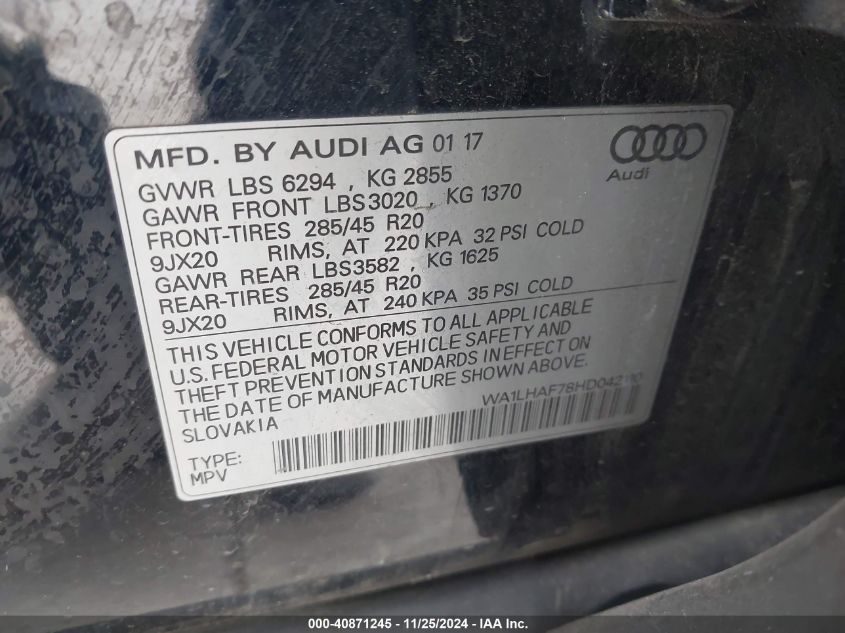 MFD. BY AUDI AG 01 17
Audi
GVWR LBS 6294 , KG 2855
GAWR FRONT LBS3020 , KG 1370
FRONT-TIRES 285/45 R20
9JX20 RIMS, AT 220 KPA 32 PSI COLD
GAWR REAR LBS3582 , KG 1625
REAR-TIRES 285/45 R20
9JX20 RIMS, AT 240 KPA 35 PSI COLD
THIS VEHICLE CONFORMS TO ALL APPLICABLE
U.S. FEDERAL MOTOR VEHICLE SAFETY AND
THEFT PREVENTION STANDARDS IN EFFECT ON
THE DATE OF MANUFACTURE SHOWN ABOVE.
SLOVAKIA
TYPE:
MPV
000-40871245 - 11/25/2024 - IAA Inc.